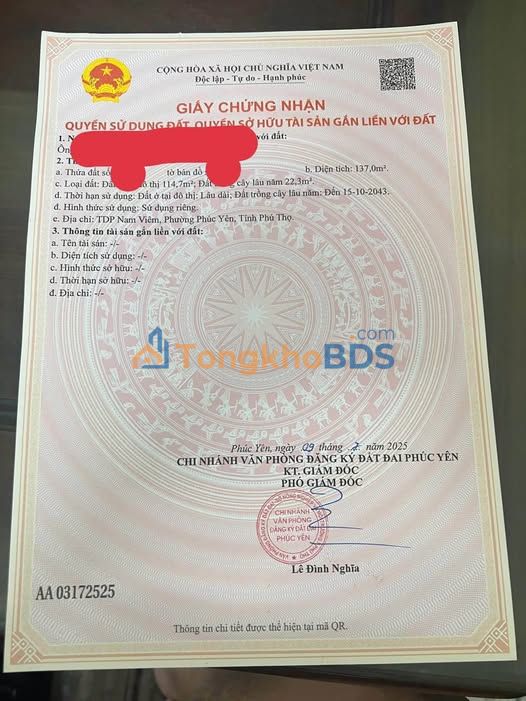 CỘNG HÒA XÃ HỘI CHỦ NGHĨA VIỆT NAM
Độc lập - Tự do - Hạnh phúc
GIẤY CHỨNG NHẬN
QUYỀN SỬ DỤNG ĐẤT, QUYỀN SỞ HỮU TÀI SẢN GẮN LIỀN VỚI ĐẤT
1. với đất:
Ông
2.
a. Thửa đất số tờ bản đồ b. Diện tích: 137,0m².
c. Loại đất: Đất thị 114,7m²; Đất trồng cây lâu năm 22,3m².
d. Thời hạn sử dụng: Đất ở tại đô thị: Lâu dài; Đất trồng cây lâu năm: Đến 15-10-2043.
đ. Hình thức sử dụng: Sử dụng riêng.
e. Địa chỉ: TDP Nam Viêm, Phường Phúc Yên, Tỉnh Phú Thọ.
3. Thông tin tài sản gắn liền với đất:
a. Tên tài sản: -/-
b. Diện tích sử dụng: -/-
c. Hình thức sở hữu: -/-
d. Thời hạn sở hữu: -/-
đ. Địa chỉ: -/-
TongkhoBDS.com
Phúc Yên, ngày 09 tháng 7 năm 2025
CHI NHÁNH VĂN PHÒNG ĐĂNG KÝ ĐẤT ĐAI PHÚC YÊN
KT. GIÁM ĐỐC
PHÓ GIÁM ĐỐC
CHI NHÁNH
VĂN PHÒNG
ĐĂNG KÝ ĐẤT ĐAI
PHÚC YÊN
Lê Đình Nghĩa
AA 03172525
Thông tin chi tiết được thể hiện tại mã QR.